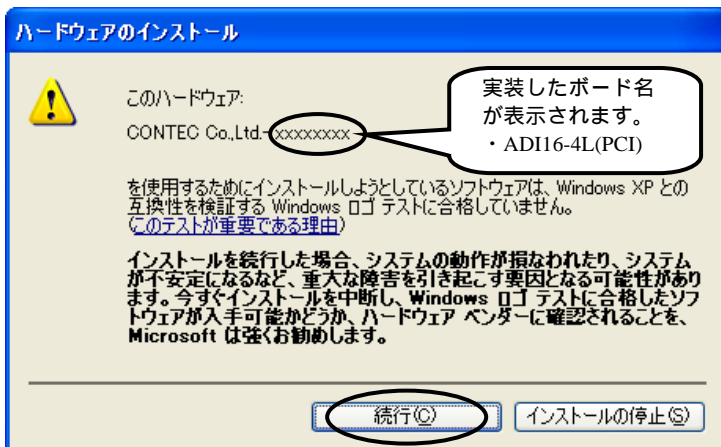 ハードウェアのインストール
このハードウェア:
CONTEC Co.,Ltd.-xxxxxxxx
実装したボード名
が表示されます。
・ADI16-4L(PCI)
を使用するためにインストールしようとしているソフトウェアは、Windows XP との
互換性を検証する Windows ロゴ テストに合格していません。
(このテストが重要である理由)
インストールを続行した場合、システムの動作が損なわれたり、システム
が不安定になるなど、重大な障害を引き起こす要因となる可能性があり
ます。今すぐインストールを中断し、Windows ロゴ テストに合格したソフ
トウェアが入手可能かどうか、ハードウェア ベンダーに確認されることを、
Microsoft は強くお勧めします。
続行(C)
インストールの停止(S)